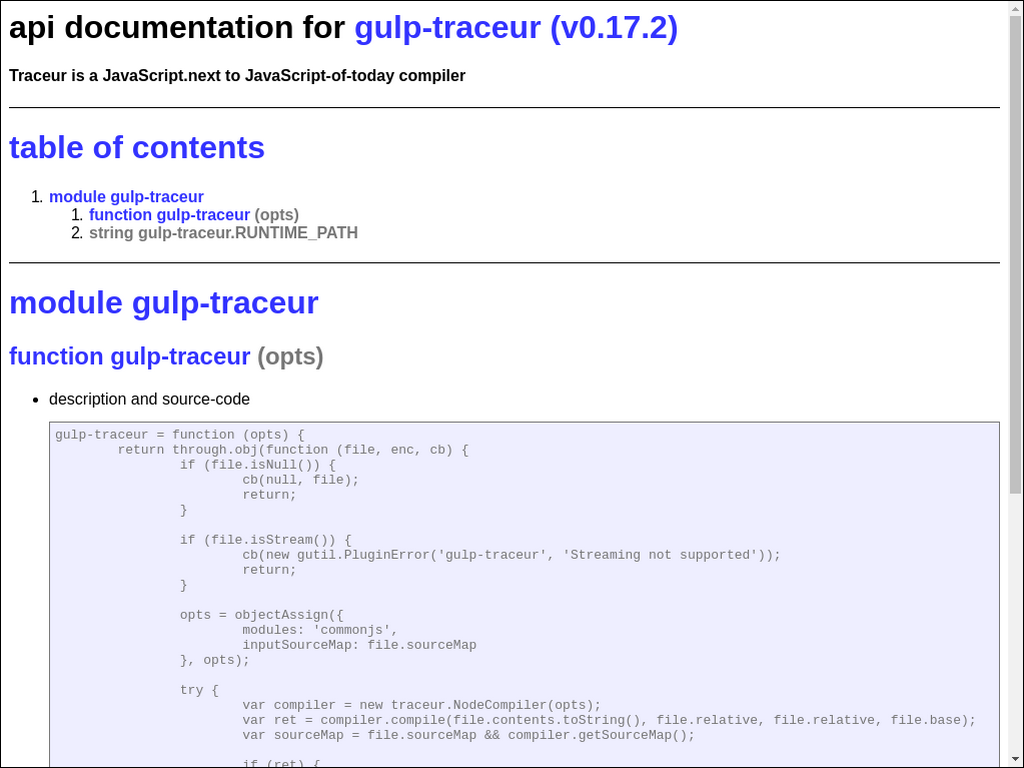 api documentation for gulp-traceur (v0.17.2)
Traceur is a JavaScript.next to JavaScript-of-today compiler
table of contents
1. module gulp-traceur
1. function gulp-traceur (opts)
2. string gulp-traceur.RUNTIME_PATH
module gulp-traceur
function gulp-traceur (opts)
• description and source-code
gulp-traceur = function (opts) {
        return through.obj(function (file, enc, cb) {
                if (file.isNull()) {
                        cb(null, file);
                        return;
                }

                if (file.isStream()) {
                        cb(new gutil.PluginError('gulp-traceur', 'Streaming not supported'));
                        return;
                }

                opts = objectAssign({
                        modules: 'commonjs',
                        inputSourceMap: file.sourceMap
                }, opts);

                try {
                        var compiler = new traceur.NodeCompiler(opts);
                        var ret = compiler.compile(file.contents.toString(), file.relative, file.relative, file.base);
                        var sourceMap = file.sourceMap && compiler.getSourceMap();

                        if (ret) {